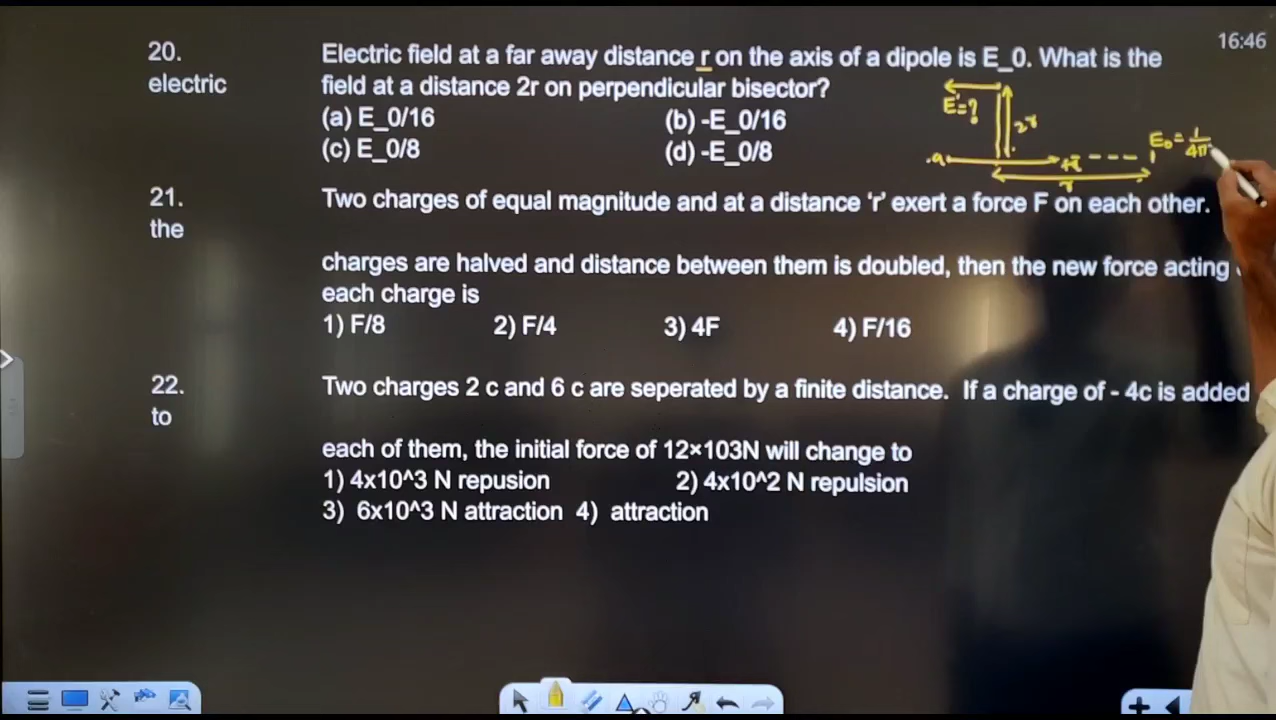 16:46
20. Electric field at a far away distance r on the axis of a dipole is E_0. What is the
electric field at a distance 2r on perpendicular bisector?
(a) E_0/16 (b) -E_0/16
(c) E_0/8 (d) -E_0/8
E'=?
2r
E₀ = 1/4π
r
21. Two charges of equal magnitude and at a distance 'r' exert a force F on each other.
the
charges are halved and distance between them is doubled, then the new force acting
each charge is
1) F/8 2) F/4 3) 4F 4) F/16
22. Two charges 2 c and 6 c are seperated by a finite distance. If a charge of - 4c is added
to
each of them, the initial force of 12×103N will change to
1) 4x10^3 N repusion 2) 4x10^2 N repulsion
3) 6x10^3 N attraction 4) attraction